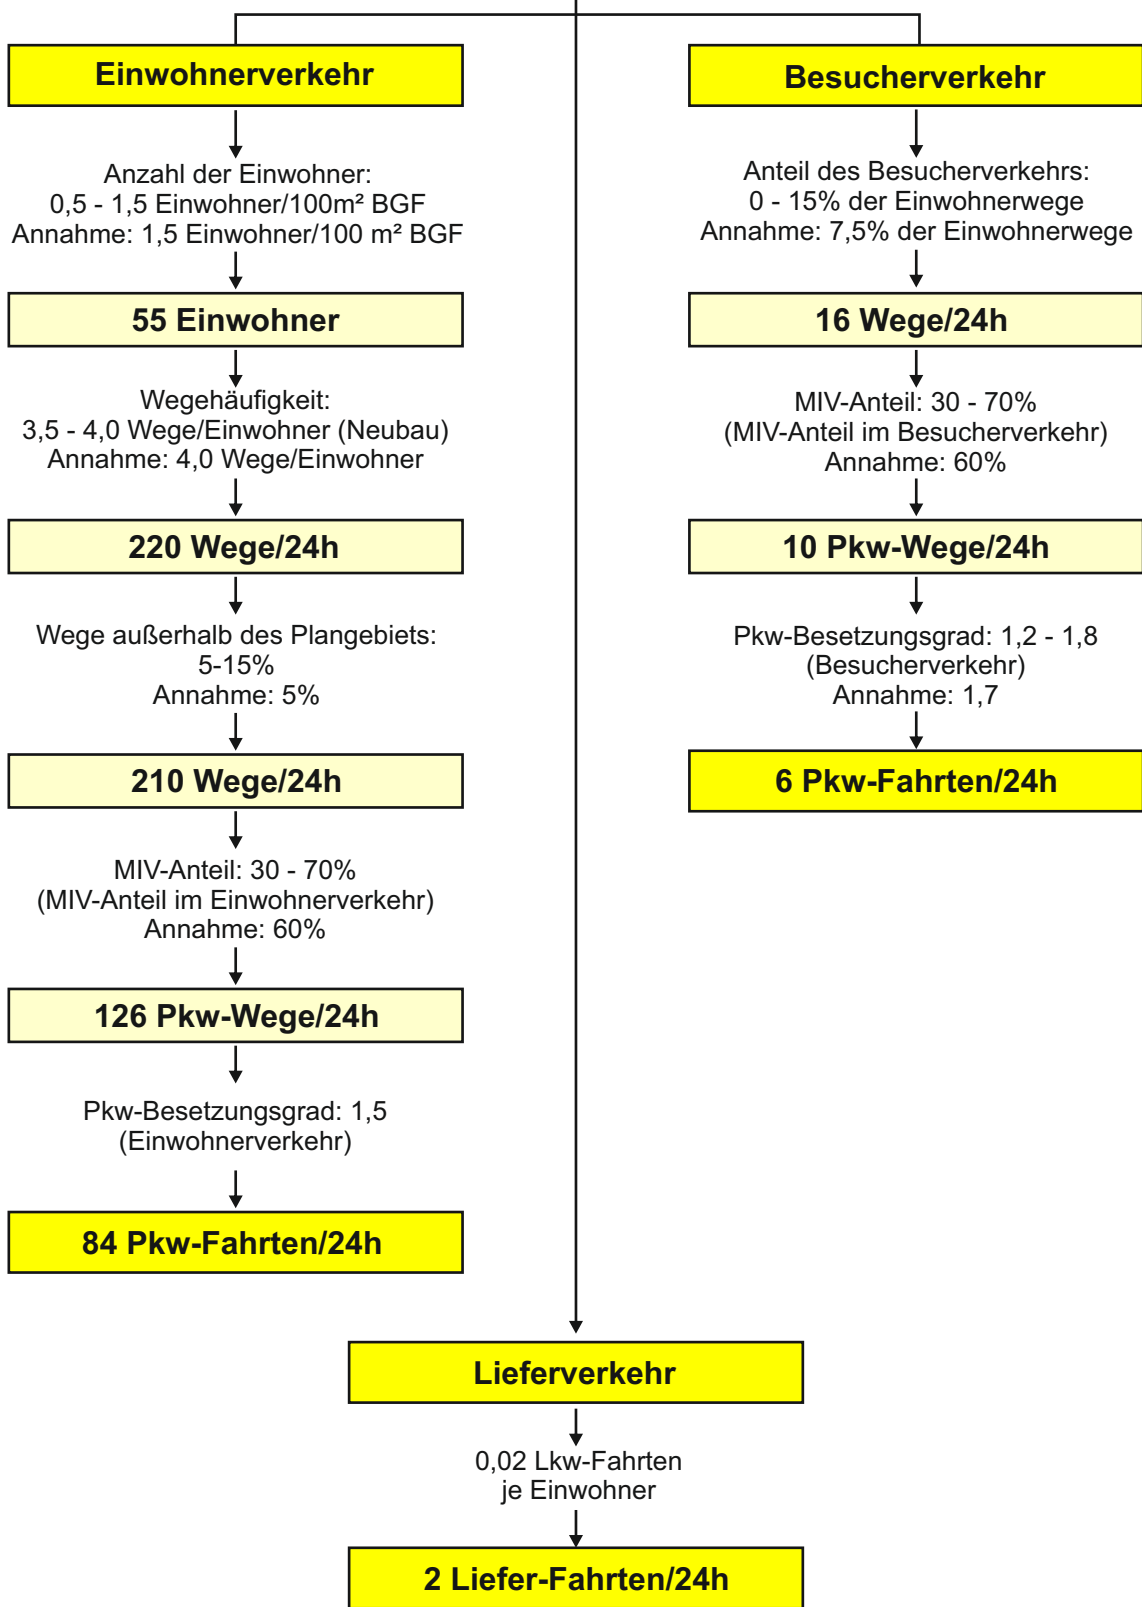 Einwohnerverkehr
Anzahl der Einwohner:
0,5 - 1,5 Einwohner/100m² BGF
Annahme: 1,5 Einwohner/100 m² BGF
55 Einwohner
Wegehäufigkeit:
3,5 - 4,0 Wege/Einwohner (Neubau)
Annahme: 4,0 Wege/Einwohner
220 Wege/24h
Wege außerhalb des Plangebiets:
5-15%
Annahme: 5%
210 Wege/24h
MIV-Anteil: 30 - 70%
(MIV-Anteil im Einwohnerverkehr)
Annahme: 60%
126 Pkw-Wege/24h
Pkw-Besetzungsgrad: 1,5
(Einwohnerverkehr)
84 Pkw-Fahrten/24h
Besucherverkehr
Anteil des Besucherverkehrs:
0 - 15% der Einwohnerwege
Annahme: 7,5% der Einwohnerwege
16 Wege/24h
MIV-Anteil: 30 - 70%
(MIV-Anteil im Besucherverkehr)
Annahme: 60%
10 Pkw-Wege/24h
Pkw-Besetzungsgrad: 1,2 - 1,8
(Besucherverkehr)
Annahme: 1,7
6 Pkw-Fahrten/24h
Lieferverkehr
0,02 Lkw-Fahrten
je Einwohner
2 Liefer-Fahrten/24h